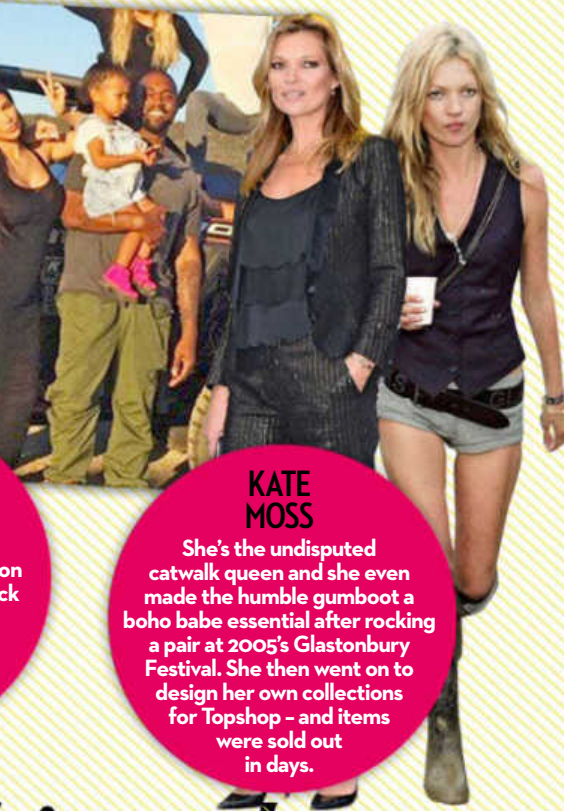 on
ck
KATE
MOSS
She's the undisputed
catwalk queen and she even
made the humble gumboot a
boho babe essential after rocking
a pair at 2005's Glastonbury
Festival. She then went on to
design her own collections
for Topshop – and items
were sold out
in days.